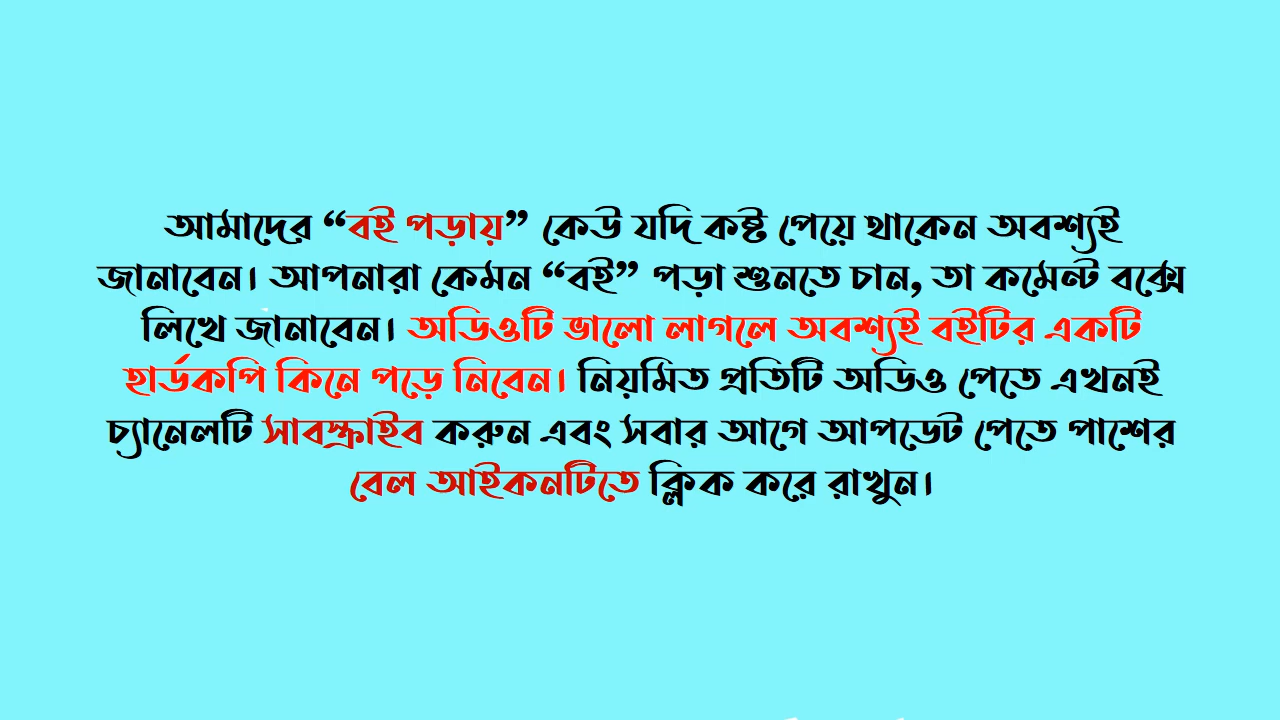 আমাদের “বই পড়ায়” কেউ যদি কষ্ট পেয়ে থাকেন অবশ্যই
জানাবেন। আপনারা কেমন “বই” পড়া শুনতে চান, তা কমেন্ট বক্সে
লিখে জানাবেন। অডিওটি ভালো লাগলে অবশ্যই বইটির একটি
হার্ডকপি কিনে পড়ে নিবেন। নিয়মিত প্রতিটি অডিও পেতে এখনই
চ্যানেলটি সাবস্ক্রাইব করুন এবং সবার আগে আপডেট পেতে পাশের
বেল আইকনটিতে ক্লিক করে রাখুন।